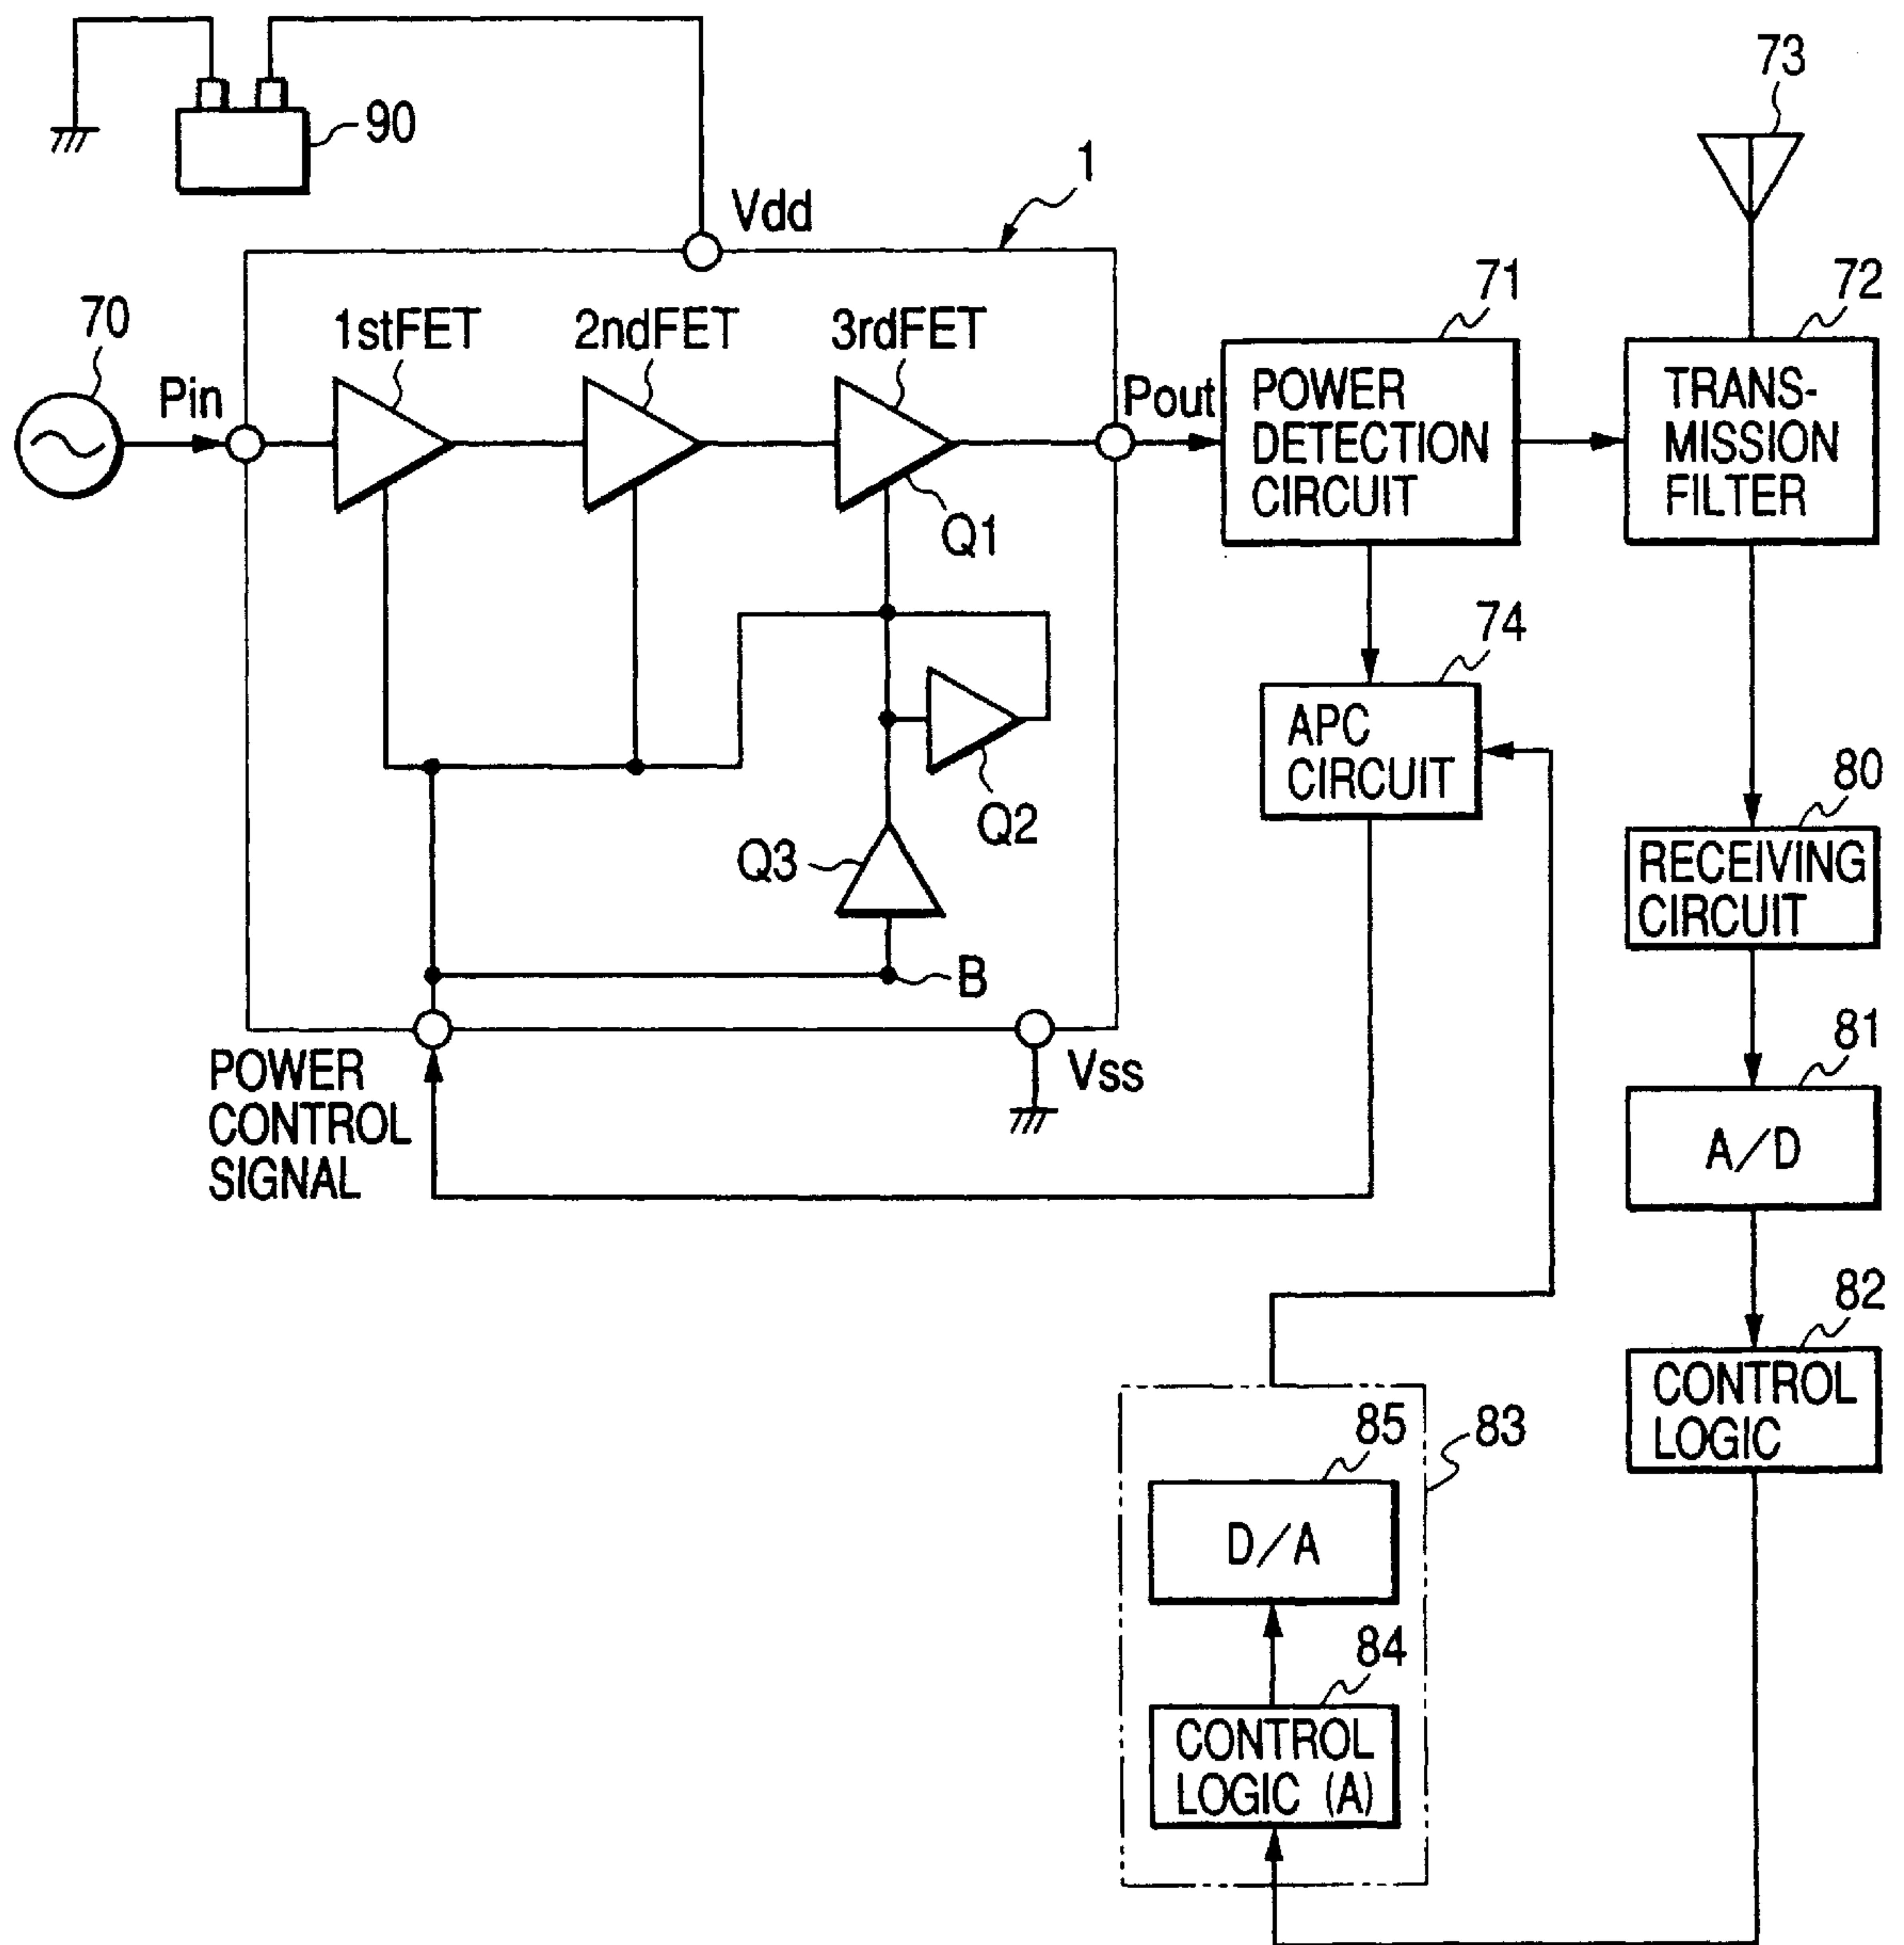 73
90
1
Vdd
70
1stFET
2ndFET
3rdFET
71
72
Pin
Pout
POWER
DETECTION
CIRCUIT
TRANS-
MISSION
FILTER
Q1
74
APC
CIRCUIT
Q2
Q3
80
RECEIVING
CIRCUIT
B
POWER
CONTROL
SIGNAL
Vss
81
A/D
82
CONTROL
LOGIC
85
83
D/A
84
CONTROL
LOGIC (A)